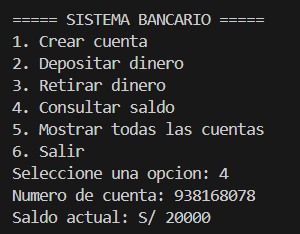 ===== SISTEMA BANCARIO =====
1. Crear cuenta
2. Depositar dinero
3. Retirar dinero
4. Consultar saldo
5. Mostrar todas las cuentas
6. Salir
Seleccione una opcion: 4
Numero de cuenta: 938168078
Saldo actual: S/ 20000